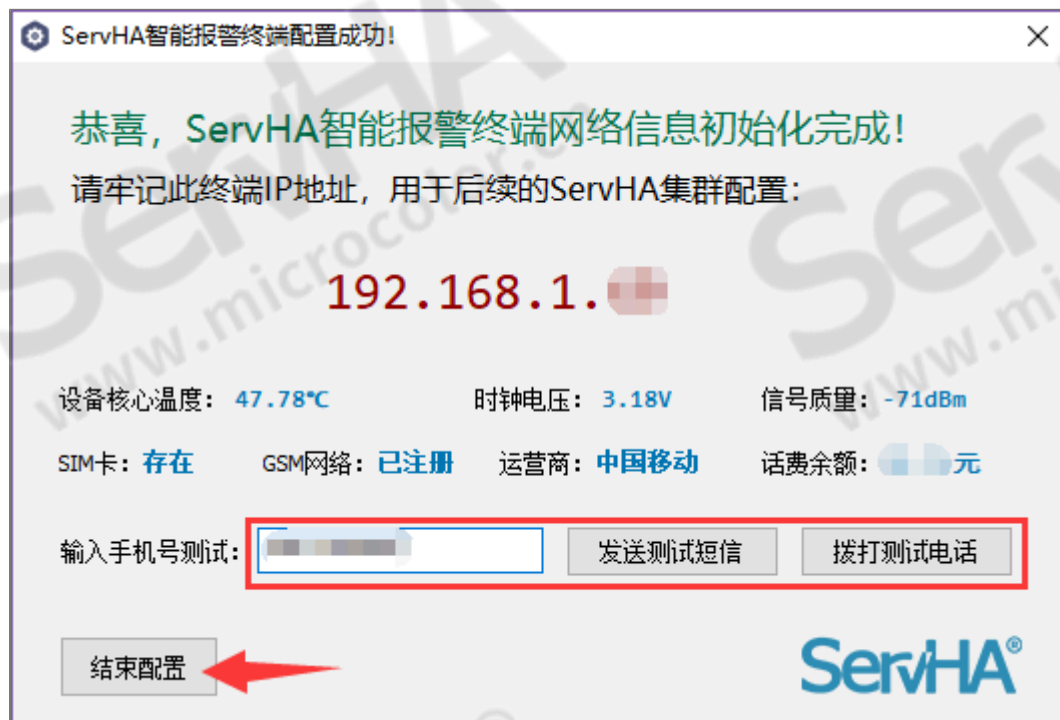 ServHA智能报警终端配置成功!
恭喜，ServHA智能报警终端网络信息初始化完成!
请牢记此终端IP地址，用于后续的ServHA集群配置:
192.168.1.
设备核心温度: 47.78℃ 时钟电压: 3.18V 信号质量: -71dBm
SIM卡: 存在 GSM网络: 已注册 运营商: 中国移动 话费余额: 元
输入手机号测试: 发送测试短信 拨打测试电话
结束配置 ServHA®